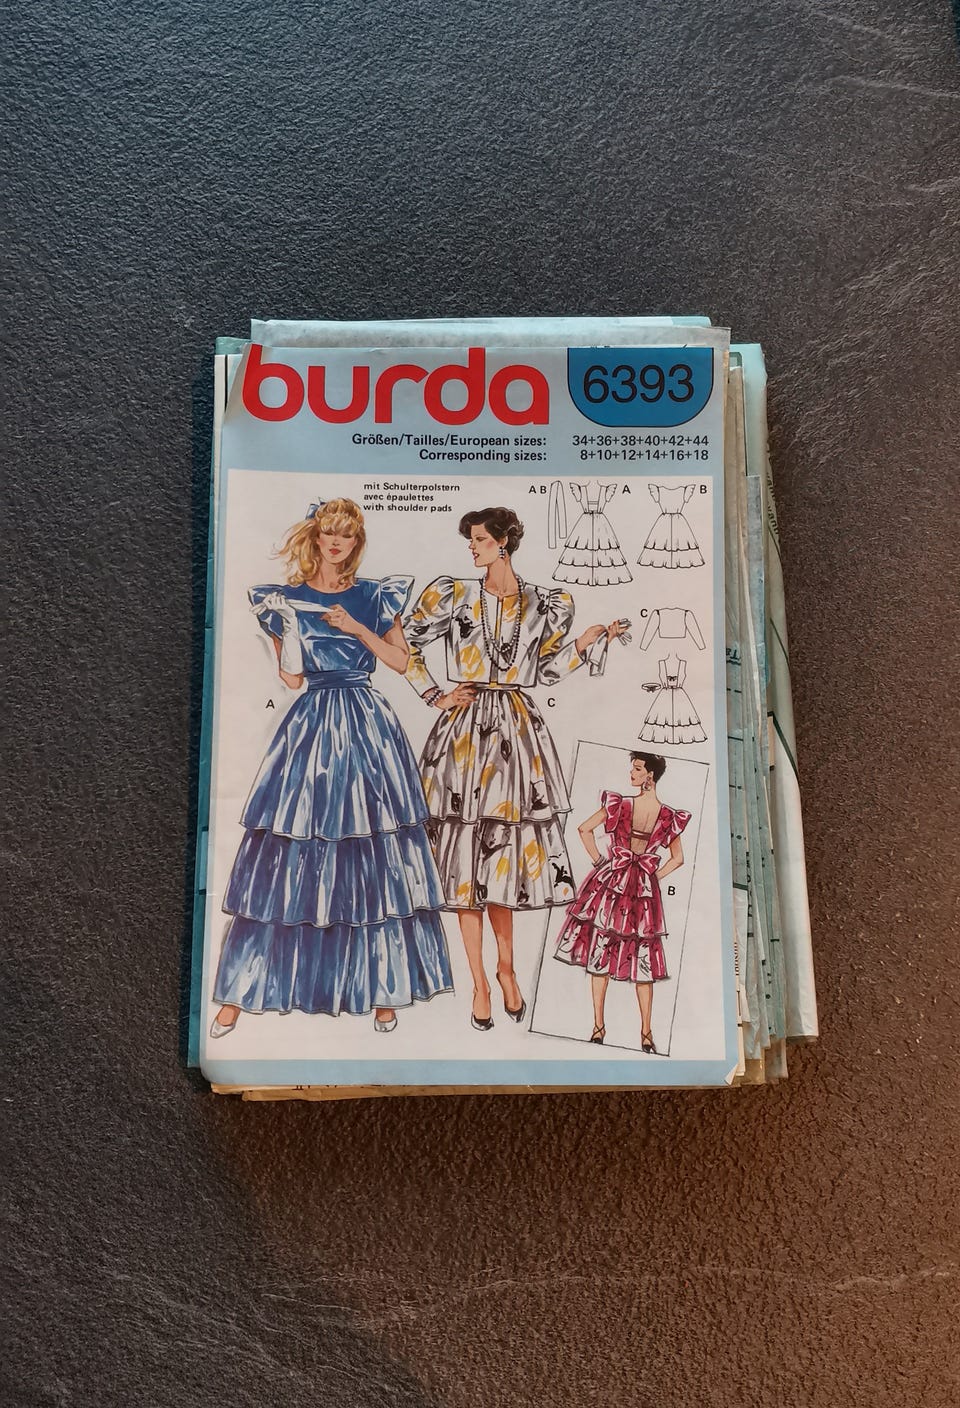 burda
6393
Größen/Tailles/European sizes: 34+36+38+40+42+44
Corresponding sizes: 8+10+12+14+16+18
mit Schulterpolstern
avec épaulettes
with shoulder pads
A B
A
B
C
A
C
B